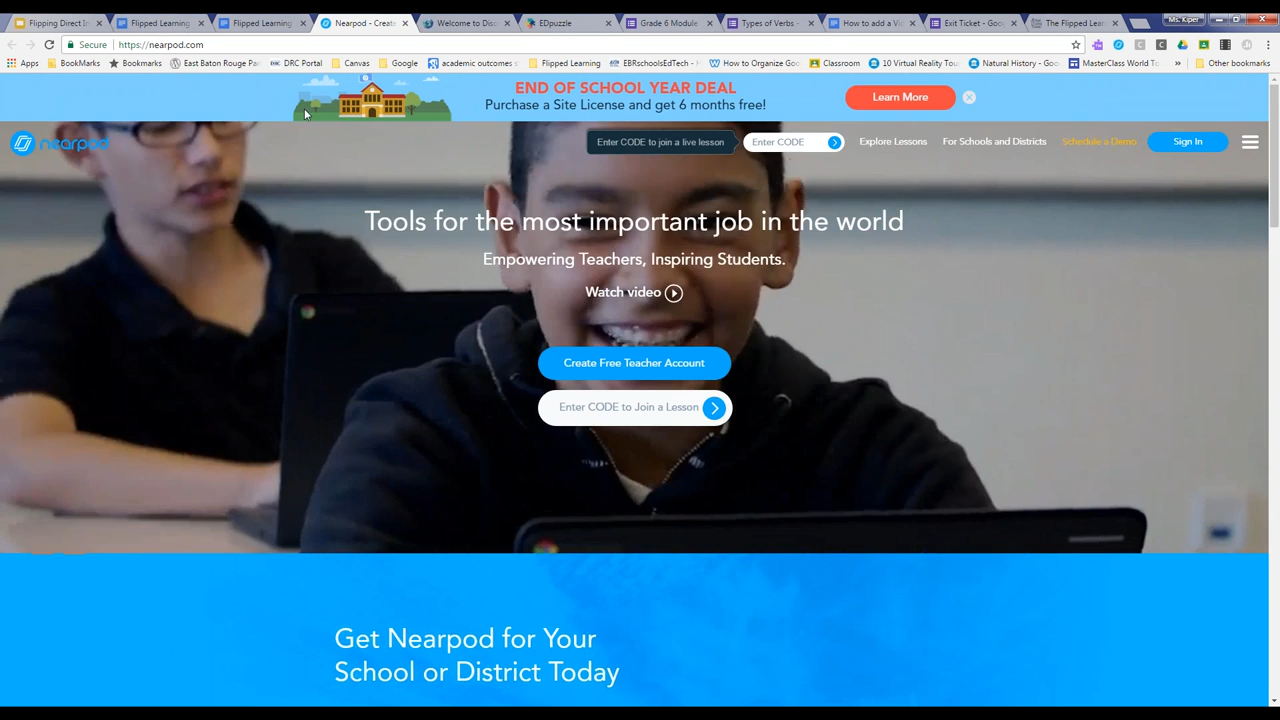 Flipping Direct In
Flipped Learning
Flipped Learning
Nearpod - Create
Welcome to Disc
EDpuzzle
Grade 6 Module
Types of Verbs -
How to add a Vi
Exit Ticket - Goo
The Flipped Lear
Ms. Kiper
Secure
https://nearpod.com
Apps
BookMarks
Bookmarks
East Baton Rouge Pa
DRC Portal
Canvas
Google
academic outcomes s
Flipped Learning
EBRschoolsEdTech -
How to Organize Goo
Classroom
10 Virtual Reality Tou
Natural History - Goo
MasterClass World To
Other bookmarks
END OF SCHOOL YEAR DEAL
Purchase a Site License and get 6 months free!
Learn More
nearpod
Enter CODE to join a live lesson
Enter CODE
Explore Lessons
For Schools and Districts
Schedule a Demo
Sign In
Tools for the most important job in the world
Empowering Teachers, Inspiring Students.
Watch video
Create Free Teacher Account
Enter CODE to Join a Lesson
Get Nearpod for Your
School or District Today